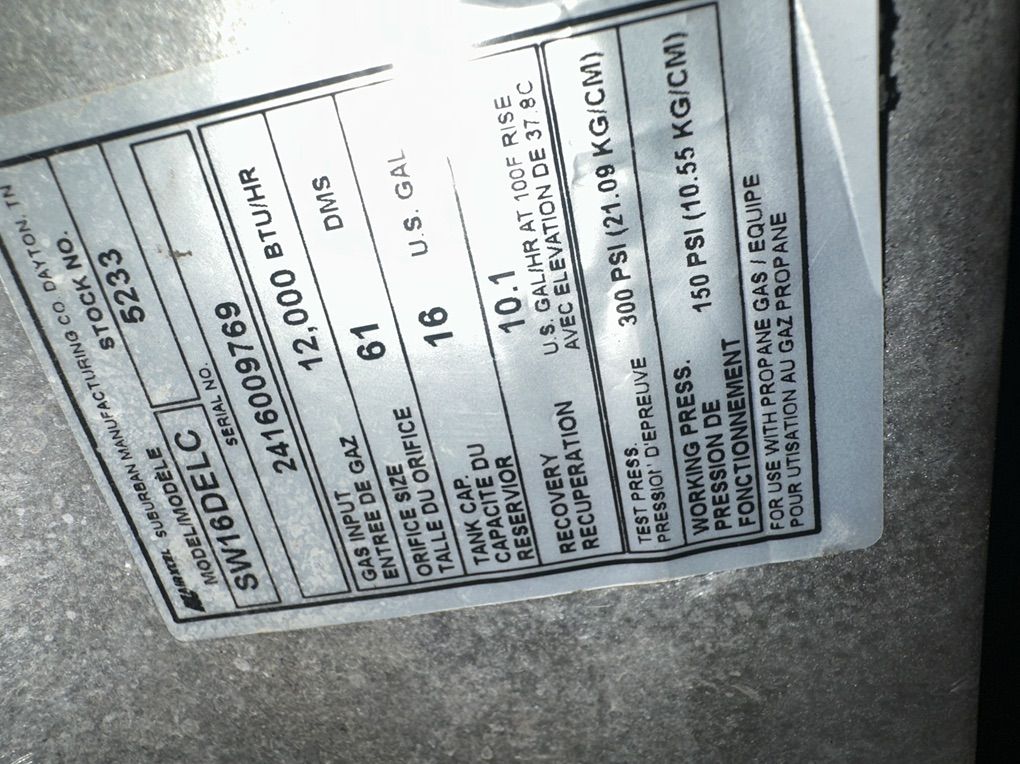 SUBURBAN MANUFACTURING CO. DAYTON, TN
MODEL/MODÈLE STOCK NO.
SW16DELC 5233
SERIAL NO.
2416009769
GAS INPUT 12,000 BTU/HR
ENTREE DE GAZ
ORIFICE SIZE 61 DMS
TALLE DU ORIFICE
TANK CAP. 16 U.S. GAL
CAPACITE DU
RESERVIOR
RECOVERY 10.1 U.S. GAL/HR AT 100F RISE
RECUPERATION AVEC ELEVATION DE 37.8C
TEST PRESS. 300 PSI (21.09 KG/CM)
PRESSION D'EPREUVE
WORKING PRESS. 150 PSI (10.55 KG/CM)
PRESSION DE
FONCTIONNEMENT
FOR USE WITH PROPANE GAS / EQUIPE
POUR UTISATION AU GAZ PROPANE